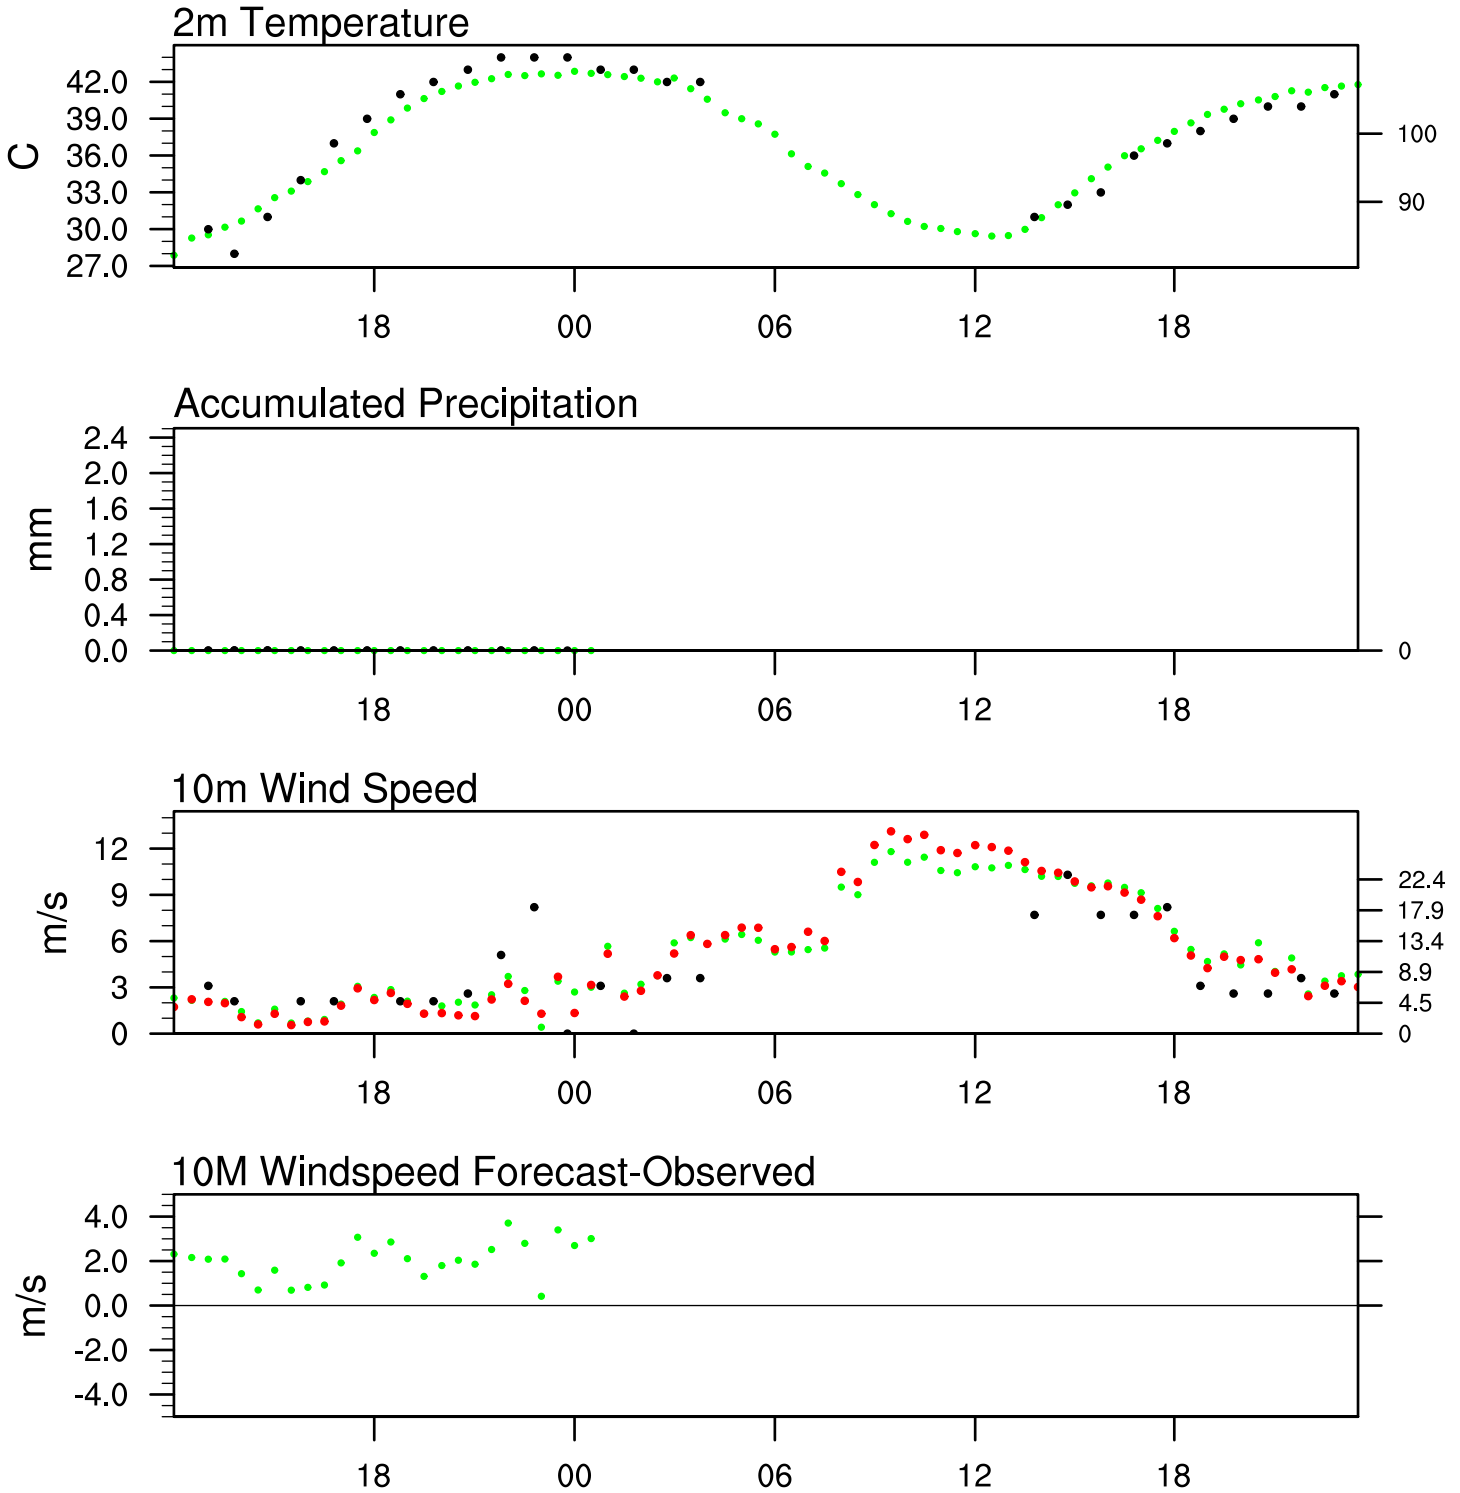 2m Temperature
C
42.0
39.0
36.0
33.0
30.0
27.0
100
90
18 00 06 12 18
Accumulated Precipitation
mm
2.4
2.0
1.6
1.2
0.8
0.4
0.0
0
18 00 06 12 18
10m Wind Speed
m/s
12
9
6
3
0
22.4
17.9
13.4
8.9
4.5
0
18 00 06 12 18
10M Windspeed Forecast-Observed
m/s
4.0
2.0
0.0
-2.0
-4.0
18 00 06 12 18